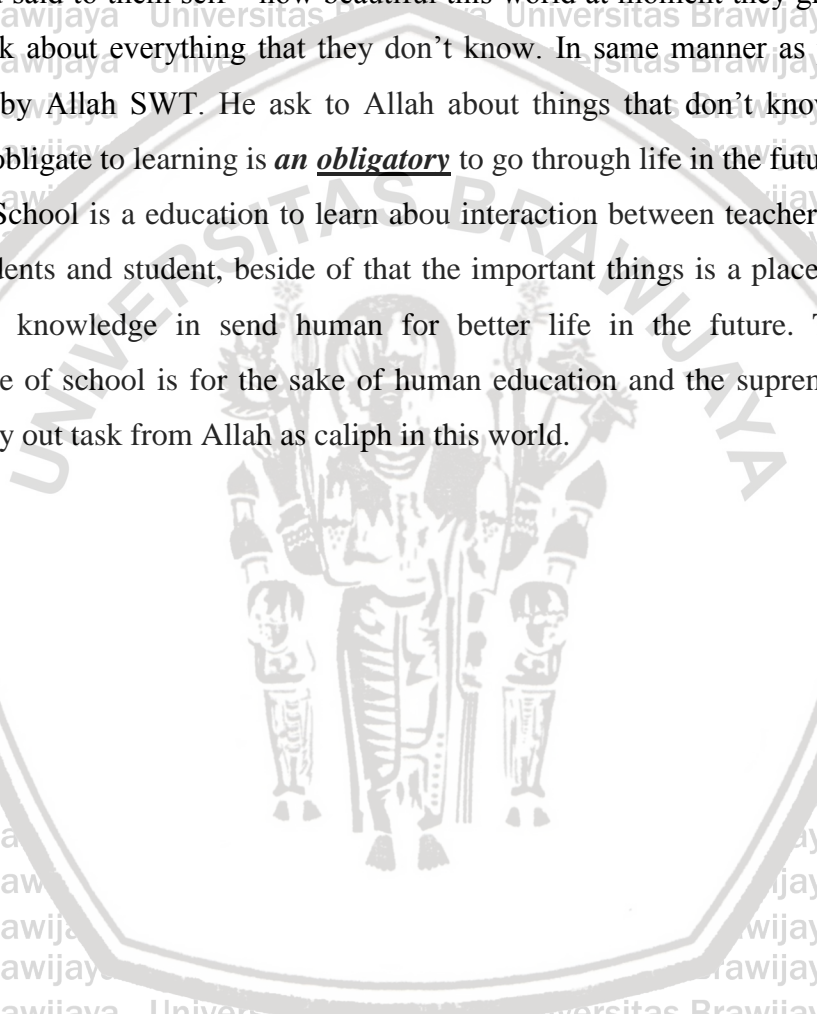 said to them self " how beautiful this world at moment they
k about everything that they don't know. In same manner as
by Allah SWT. He ask to Allah about things that don't know
obligate to learning is an obligatory to go through life in the futu
School is a education to learn abou interaction between teacher
dents and student, beside of that the important things is a place
knowledge in send human for better life in the future.
e of school is for the sake of human education and the suprem
y out task from Allah as caliph in this world.
UNIVERSITAS BRAWIJAYA